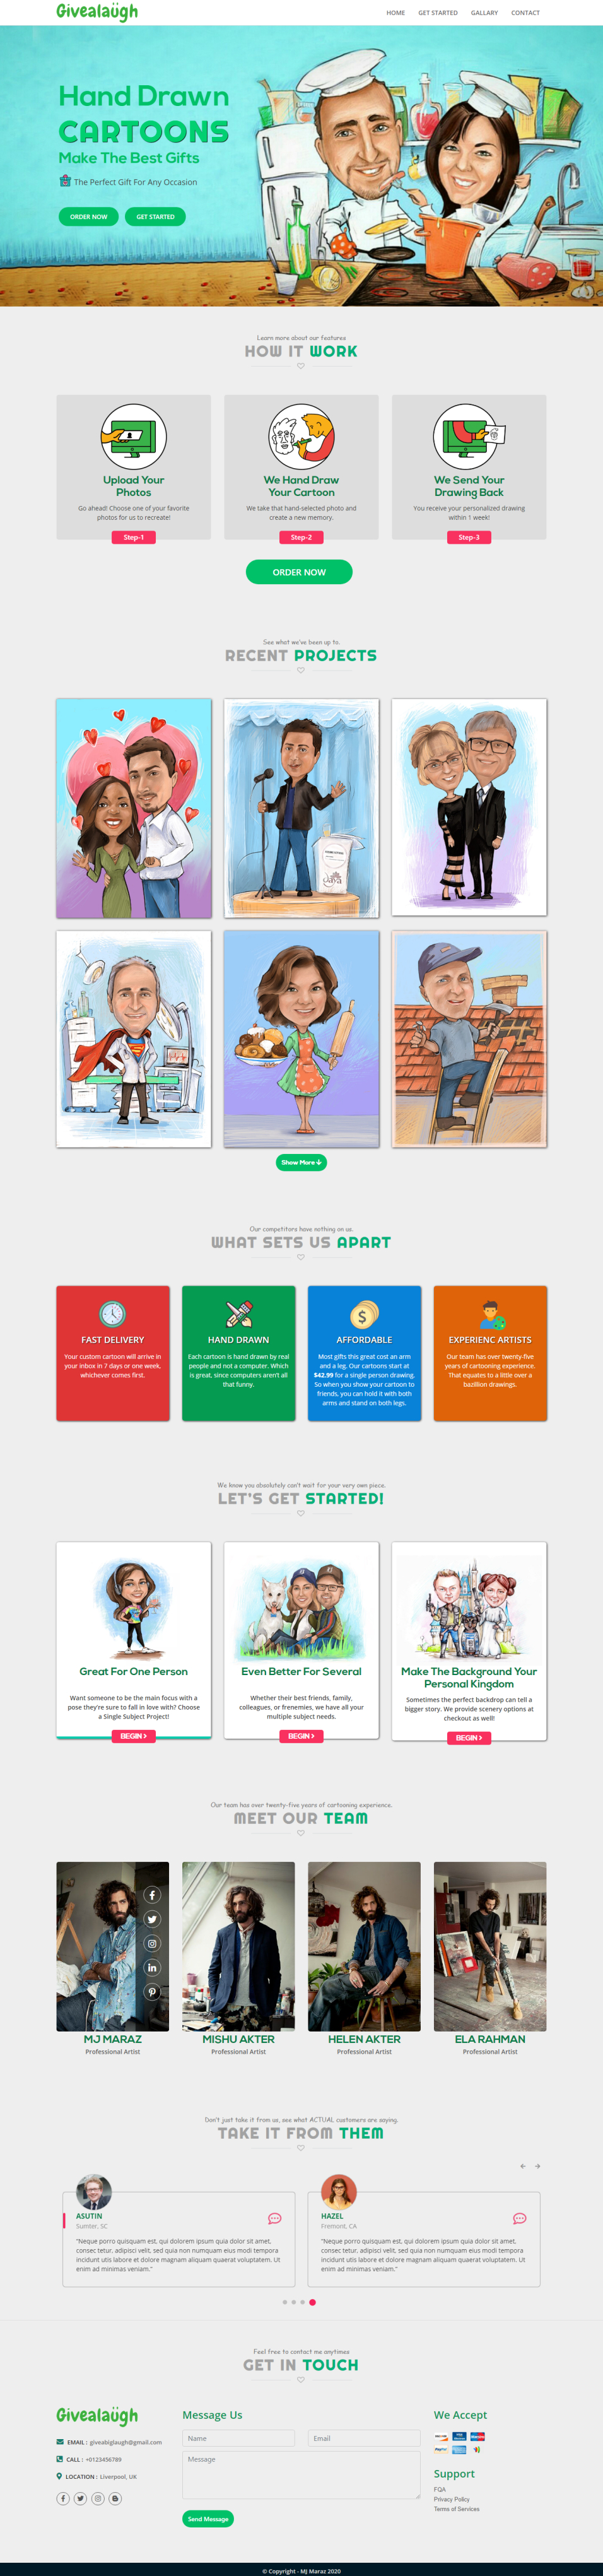 Givealaügh
HOME GET STARTED GALLARY CONTACT
Hand Drawn
CARTOONS
Make The Best Gifts
The Perfect Gift For Any Occasion
ORDER NOW GET STARTED
Learn more about our features
HOW IT WORK
Upload Your
Photos
Go ahead! Choose one of your favorite
photos for us to recreate!
Step-1
We Hand Draw
Your Cartoon
We take that hand-selected photo and
create a new memory.
Step-2
We Send Your
Drawing Back
You receive your personalized drawing
within 1 week!
Step-3
ORDER NOW
See what we've been up to.
RECENT PROJECTS
Show More
Our competitors have nothing on us.
WHAT SETS US APART
FAST DELIVERY
Your custom cartoon will arrive in
your inbox in 7 days or one week,
whichever comes first.
HAND DRAWN
Each cartoon is hand drawn by real
people and not a computer. Which
is great, since computers aren't all
that funny.
AFFORDABLE
Most gifts this great cost an arm
and a leg. Our cartoons start at
$42.99 for a single person drawing.
So when you show your cartoon to
friends, you can hold it with both
arms and stand on both legs.
EXPERIENC ARTISTS
Our team has over twenty-five
years of cartooning experience.
That equates to a little over a
bazillion drawings.
We know you absolutely can't wait for your very own piece.
LET'S GET STARTED!
Great For One Person
Want someone to be the main focus with a
pose they're sure to fall in love with? Choose
a Single Subject Project!
BEGIN >
Even Better For Several
Whether their best friends, family,
colleagues, or frenemies, we have all your
multiple subject needs.
BEGIN >
Make The Background Your
Personal Kingdom
Sometimes the perfect backdrop can tell a
bigger story. We provide scenery options at
checkout as well!
BEGIN >
Our team has over twenty-five years of cartooning experience.
MEET OUR TEAM
MJ MARAZ
Professional Artist
MISHU AKTER
Professional Artist
HELEN AKTER
Professional Artist
ELA RAHMAN
Professional Artist
Don't just take it from us, see what ACTUAL customers are saying.
TAKE IT FROM THEM
ASUTIN
Sumter, SC
"Neque porro quisquam est, qui dolorem ipsum quia dolor sit amet,
consec tetur, adipisci velit, sed quia non numquam eius modi tempora
incidunt utis labore et dolore magnam aliquam quaerat voluptatem. Ut
enim ad minimas veniam."
HAZEL
Fremont, CA
"Neque porro quisquam est, qui dolorem ipsum quia dolor sit amet,
consec tetur, adipisci velit, sed quia non numquam eius modi tempora
incidunt utis labore et dolore magnam aliquam quaerat voluptatem. Ut
enim ad minimas veniam."
Feel free to contact me anytimes
GET IN TOUCH
Givealaügh
EMAIL : giveabiglaugh@gmail.com
CALL : +0123456789
LOCATION : Liverpool, UK
Message Us
Name
Email
Message
Send Message
We Accept
Support
FQA
Privacy Policy
Terms of Services
© Copyright - MJ Maraz 2020